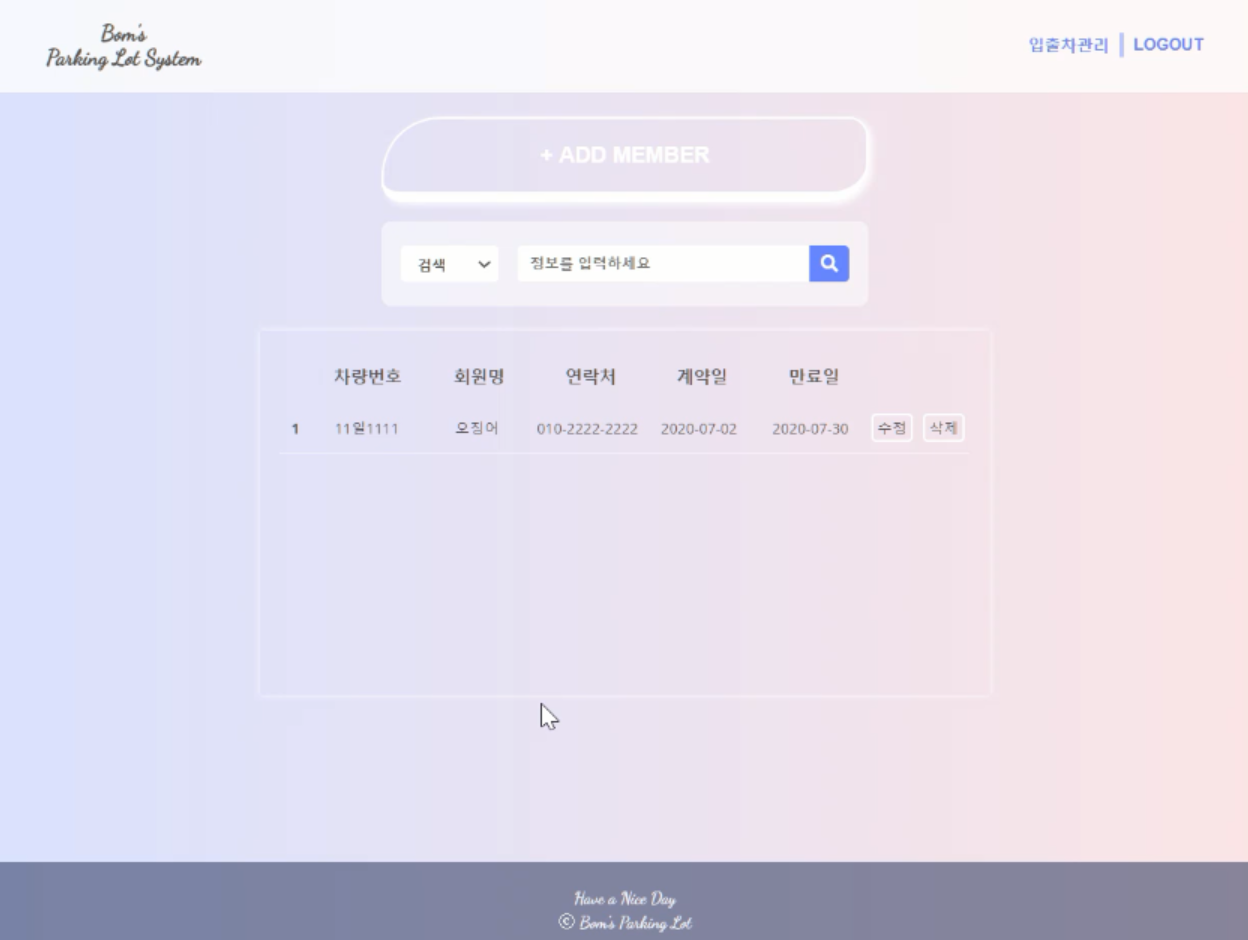 Bom's
Parking Lot System
입출차관리 | LOGOUT
+ ADD MEMBER
검색 정보를 입력하세요
차량번호 회원명 연락처 계약일 만료일
1 11일1111 오징어 010-2222-2222 2020-07-02 2020-07-30 수정 삭제
Have a Nice Day
ⓒ Bom's Parking Lot